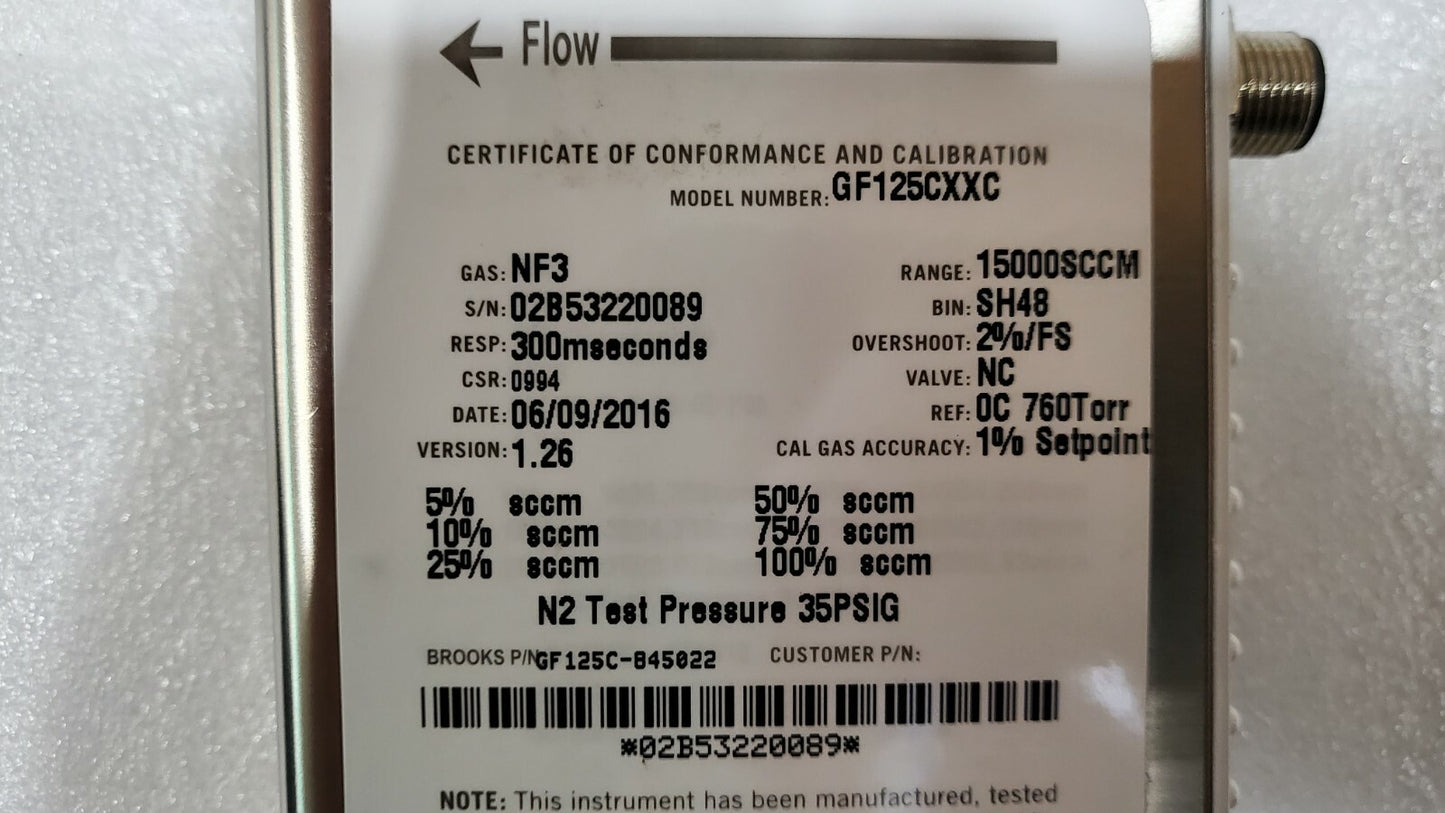 Flow
CERTIFICATE OF CONFORMANCE AND CALIBRATION
MODEL NUMBER: GF125CXXC
GAS: NF3 RANGE: 15000SCCM
S/N: 02B53220089 BIN: SH48
RESP: 300mseconds OVERSHOOT: 2%/FS
CSR: 0994 VALVE: NC
DATE: 06/09/2016 REF: 0C 760Torr
VERSION: 1.26 CAL GAS ACCURACY: 1% Setpoint
5% sccm 50% sccm
10% sccm 75% sccm
25% sccm 100% sccm
N2 Test Pressure 35PSIG
BROOKS P/N GF125C-845022 CUSTOMER P/N:
*02B53220089*
NOTE: This instrument has been manufactured, tested